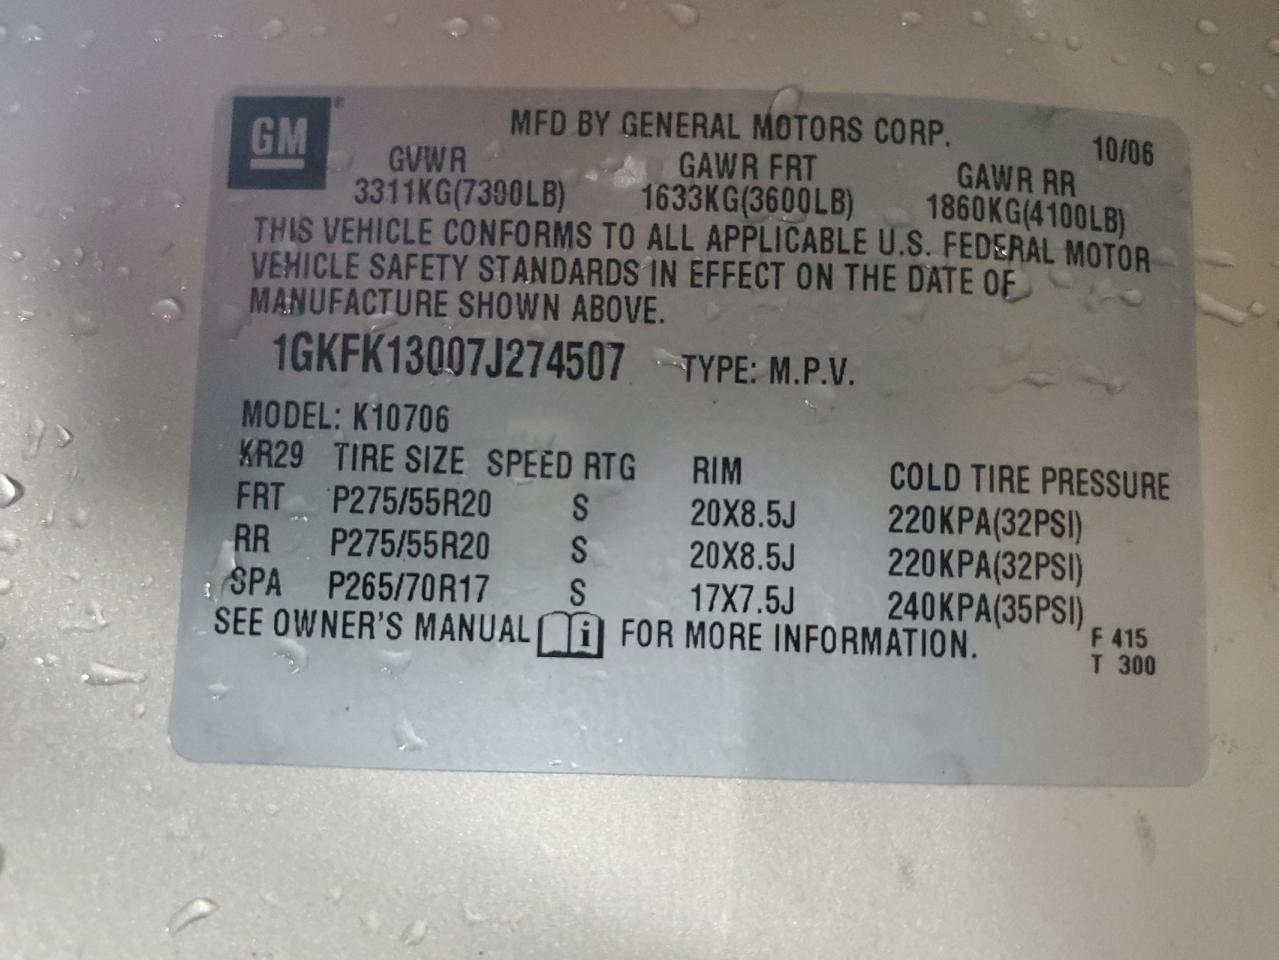 GM
MFD BY GENERAL MOTORS CORP. 10/06
GVWR GAWR FRT GAWR RR
3311KG(7300LB) 1633KG(3600LB) 1860KG(4100LB)
THIS VEHICLE CONFORMS TO ALL APPLICABLE U.S. FEDERAL MOTOR
VEHICLE SAFETY STANDARDS IN EFFECT ON THE DATE OF
MANUFACTURE SHOWN ABOVE.
1GKFK13007J274507 TYPE: M.P.V.
MODEL: K10706
KR29 TIRE SIZE SPEED RTG RIM COLD TIRE PRESSURE
FRT P275/55R20 S 20X8.5J 220KPA(32PSI)
RR P275/55R20 S 20X8.5J 220KPA(32PSI)
SPA P265/70R17 S 17X7.5J 240KPA(35PSI)
SEE OWNER'S MANUAL i FOR MORE INFORMATION.
F 415
T 300